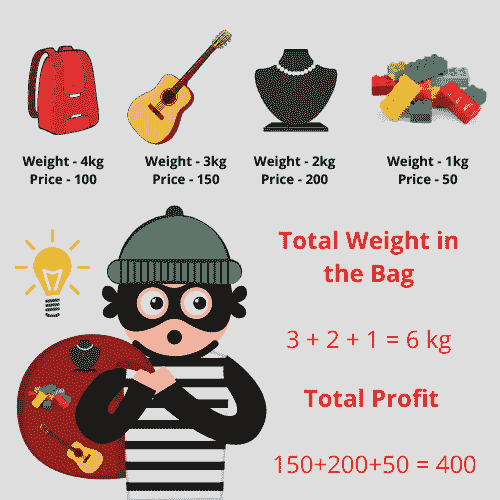 Weight - 4kg
Price - 100
Weight - 3kg
Price - 150
Weight - 2kg
Price - 200
Weight - 1kg
Price - 50
Total Weight in
the Bag
3 + 2 + 1 = 6 kg
Total Profit
150+200+50 = 400